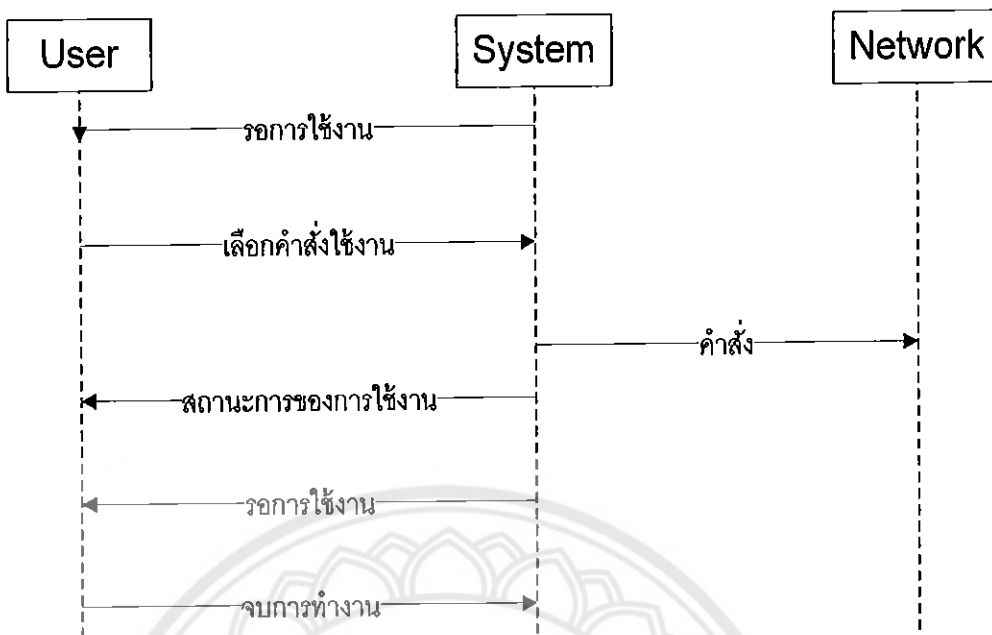 User
System
Network
รอการใช้งาน
เลือกคำสั่งใช้งาน
คำสั่ง
สถานะการของการใช้งาน
รอการใช้งาน
จบการทำงาน